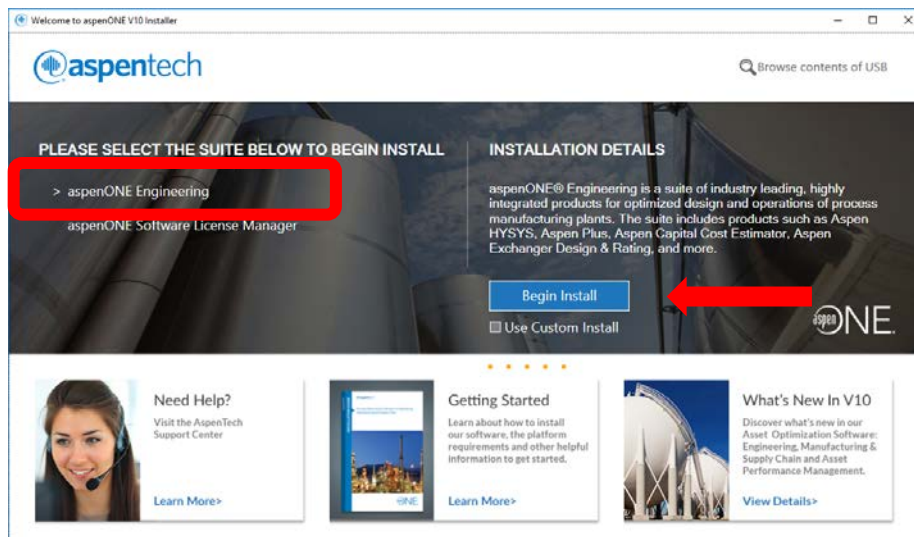 Welcome to aspenONE V10 Installer
aspentech
Browse contents of USB
PLEASE SELECT THE SUITE BELOW TO BEGIN INSTALL
> aspenONE Engineering
aspenONE Software License Manager
INSTALLATION DETAILS
aspenONE® Engineering is a suite of industry leading, highly
integrated products for optimized design and operations of process
manufacturing plants. The suite includes products such as Aspen
HYSYS, Aspen Plus, Aspen Capital Cost Estimator, Aspen
Exchanger Design & Rating, and more.
Begin Install
Use Custom Install
aspenONE
Need Help?
Visit the AspenTech
Support Center
Learn More>
Getting Started
Learn about how to install
our software, the platform
requirements and other helpful
information to get started.
Learn More>
What's New In V10
Discover what's new in our
Asset Optimization Software:
Engineering, Manufacturing &
Supply Chain and Asset
Performance Management.
View Details>